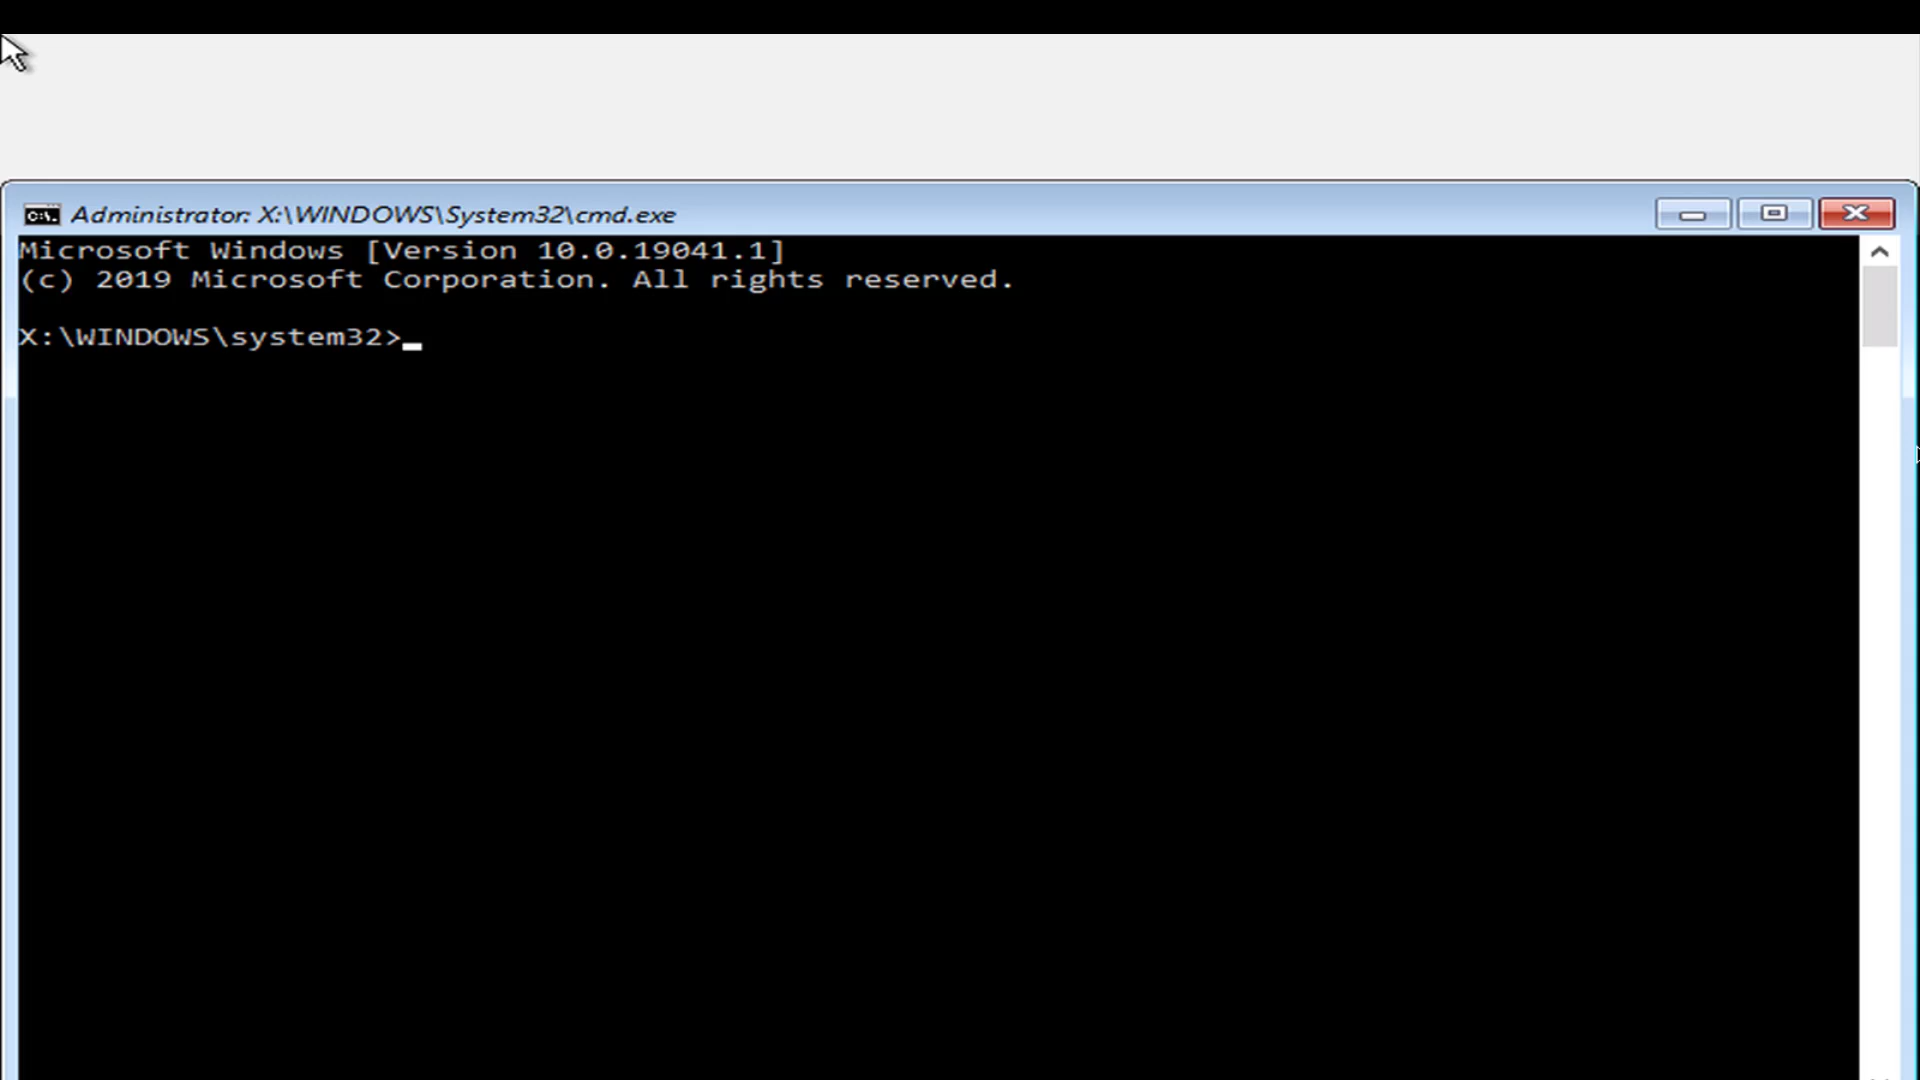 Administrator: X:\WINDOWS\System32\cmd.exe
Microsoft Windows [Version 10.0.19041.1]
(c) 2019 Microsoft Corporation. All rights reserved.
X:\WINDOWS\system32>